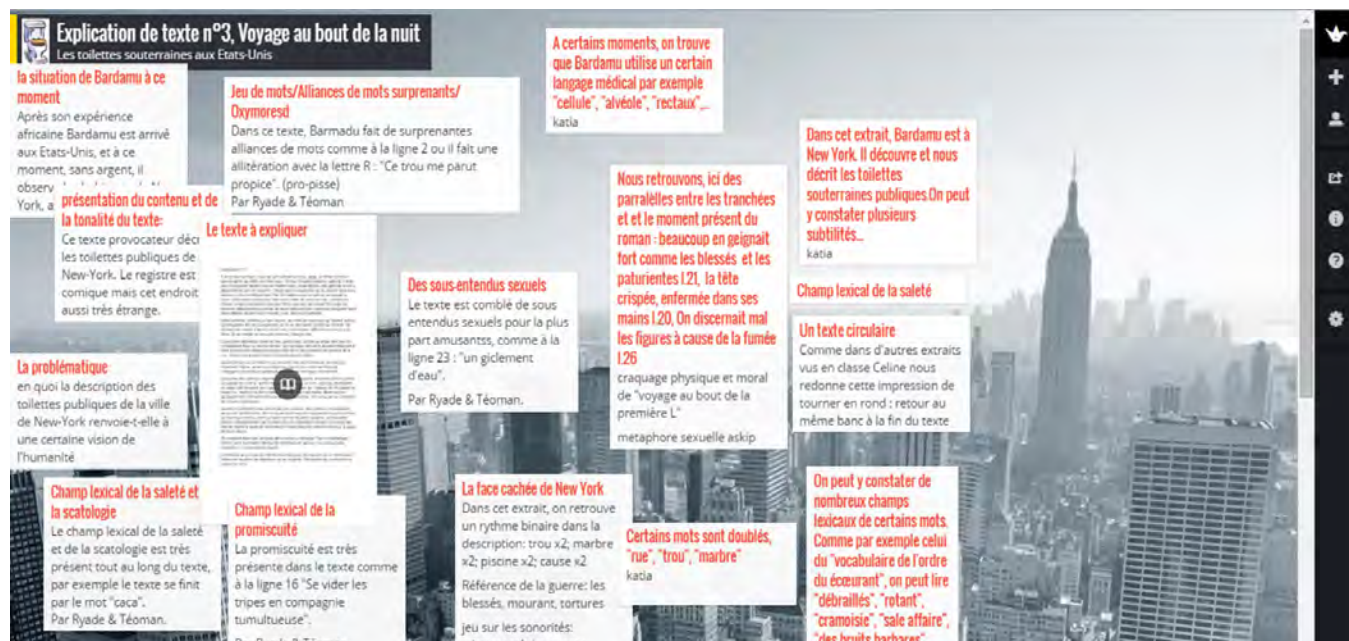 Explication de texte n°3, Voyage au bout de la nuit
Les toilettes souterraines aux Etats-Unis
la situation de Bardamu à ce
moment
Après son expérience
africaine Bardamu est arrivé
aux Etats-Unis, et à ce
moment, sans argent, il
York, a
présentation du contenu et de
la tonalité du texte:
Ce texte provocateur décr
les toilettes publiques de
New-York. Le registre est
comique mais cet endroit
aussi très étrange.
La problématique
en quoi la description des
toilettes publiques de la ville
de New-York renvoie-t-elle à
une certaine vision de
l'humanité
Champ lexical de la saleté et
la scatologie
Le champ lexical de la saleté
et de la scatologie est très
présent tout au long du texte,
par exemple le texte se finit
par le mot "caca".
Par Ryade & Téoman.
Jeu de mots/Alliances de mots surprenants/
Oxymoresd
Dans ce texte, Barmadu fait de surprenantes
alliances de mots comme à la ligne 2 ou il fait une
allitération avec la lettre R : "Ce trou me parut
propice". (pro-pisse)
Par Ryade & Téoman
Le texte à expliquer
Champ lexical de la
promiscuité
La promiscuité est très
présente dans le texte comme
à la ligne 16 "Se vider les
tripes en compagnie
tumultueuse".
Des sous-entendus sexuels
Le texte est comblé de sous
entendus sexuels pour la plus
part amusantss, comme à la
ligne 23 : "un giclement
d'eau".
Par Ryade & Téoman.
La face cachée de New York
Dans cet extrait, on retrouve
un rythme binaire dans la
description: trou x2; marbre
x2; piscine x2; cause x2
Référence de la guerre: les
blessés, mourant, tortures
jeu sur les sonorités:
A certains moments, on trouve
que Bardamu utilise un certain
langage médical par exemple
"cellule", "alvéole", "rectaux",...
katia
Nous retrouvons, ici des
parralèlles entre les tranchées
et et le moment présent du
roman : beaucoup en geignait
fort comme les blessés et les
paturientes l.21, la tête
crispée, enfermée dans ses
mains l.20, On discernait mal
les figures à cause de la fumée
l.26
craquage physique et moral
de "voyage au bout de la
première L"
metaphore sexuelle askip
Certains mots sont doublés,
"rue", "trou", "marbre"
katia
Dans cet extrait, Bardamu est à
New York. Il découvre et nous
décrit les toilettes
souterraines publiques.On peut
y constater plusieurs
subtilités...
katia
Champ lexical de la saleté
Un texte circulaire
Comme dans d'autres extraits
vus en classe Celine nous
redonne cette impression de
tourner en rond : retour au
même banc à la fin du texte
On peut y constater de
nombreux champs
lexicaux de certains mots.
Comme par exemple celui
du "vocabulaire de l'ordre
du écœurant", on peut lire
"débraillés", "rotant",
"cramoisie", "sale affaire",
"des bruits barbares"